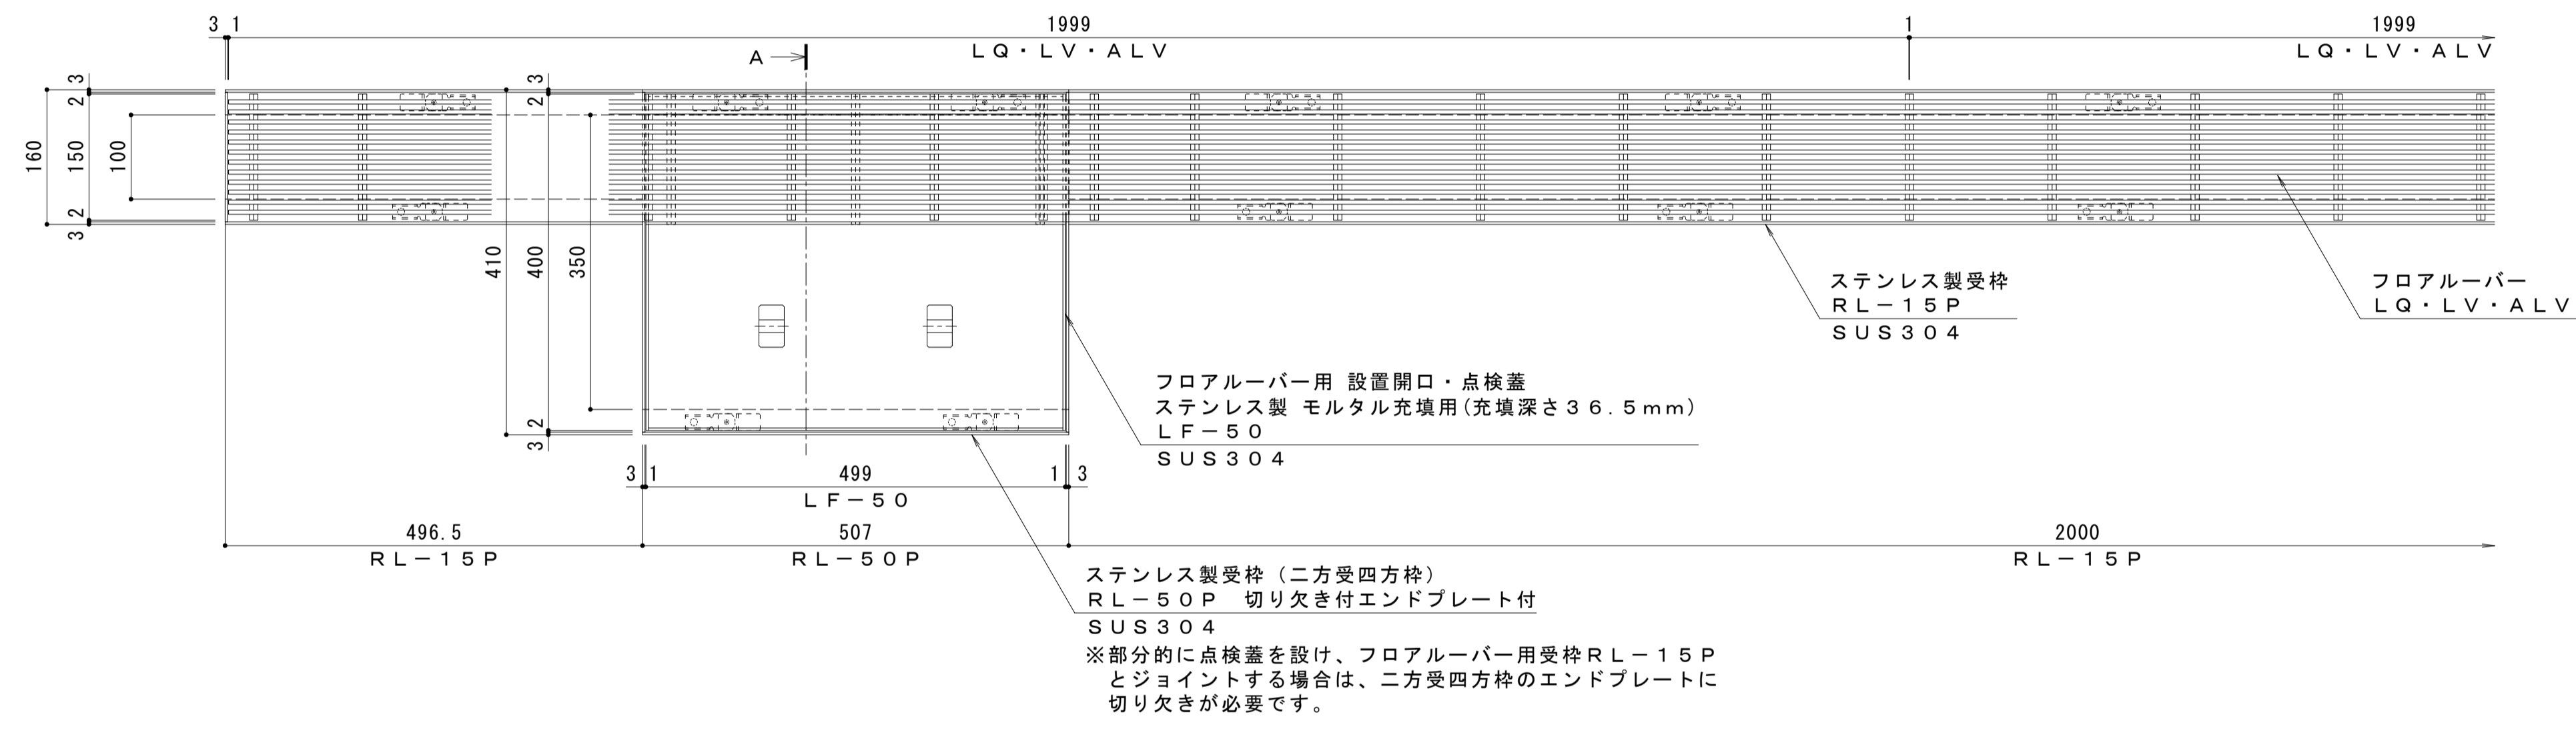 3 1 1999 1 1999
LQ・LV・ALV LQ・LV・ALV
A
3
2
160
150
100
2
3
3
2
410
400
350
2
3
ステンレス製受枠
RL−15P
SUS304
フロアルーバー
LQ・LV・ALV
フロアルーバー用 設置開口・点検蓋
ステンレス製 モルタル充填用(充填深さ36.5mm)
LF−50
SUS304
3 1 499 1 3
LF−50
496.5 507 2000
RL−15P RL−50P RL−15P
ステンレス製受枠（二方受四方枠）
RL−50P 切り欠き付エンドプレート付
SUS304
※部分的に点検蓋を設け、フロアルーバー用受枠RL−15P
とジョイントする場合は、二方受四方枠のエンドプレートに
切り欠きが必要です。